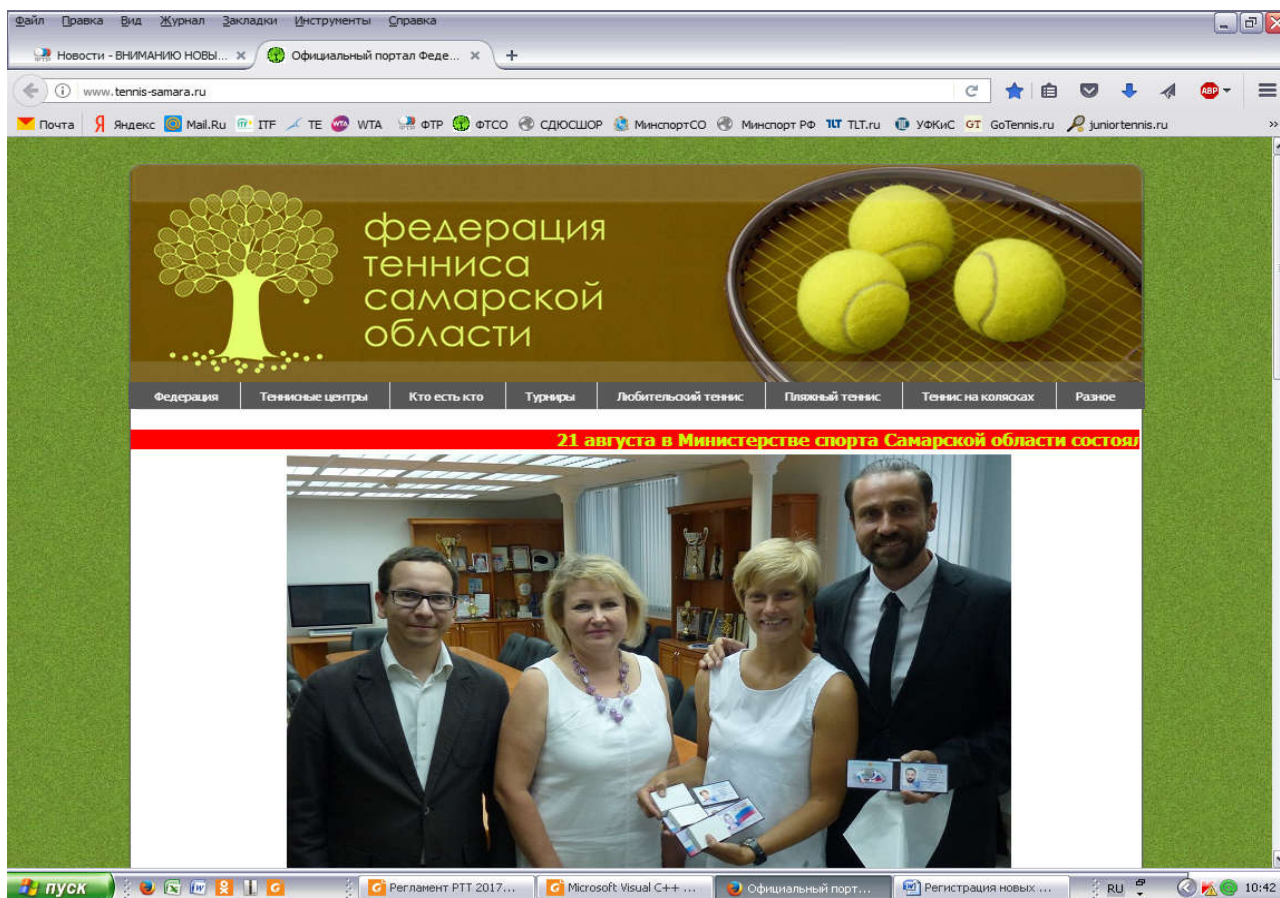 Файл Правка Вид Журнал Закладки Инструменты Справка
Новости - ВНИМАНИЮ НОВЫ... Официальный портал Феде...
www.tennis-samara.ru
ABP
Почта Яндекс Mail.Ru ITF TE WTA ФТР ФТСО СДЮСШОР МинспортСО Минспорт РФ TLT.ru УФКиС GoTennis.ru juniortennis.ru
федерация
тенниса
самарской
области
Федерация Теннисные центры Кто есть кто Турниры Любительский теннис Пляжный теннис Теннис на колясках Разное
21 августа в Министерстве спорта Самарской области состоял
пуск Регламент РТТ 2017... Microsoft Visual C++ ... Официальный порт... Регистрация новых ... RU 10:42